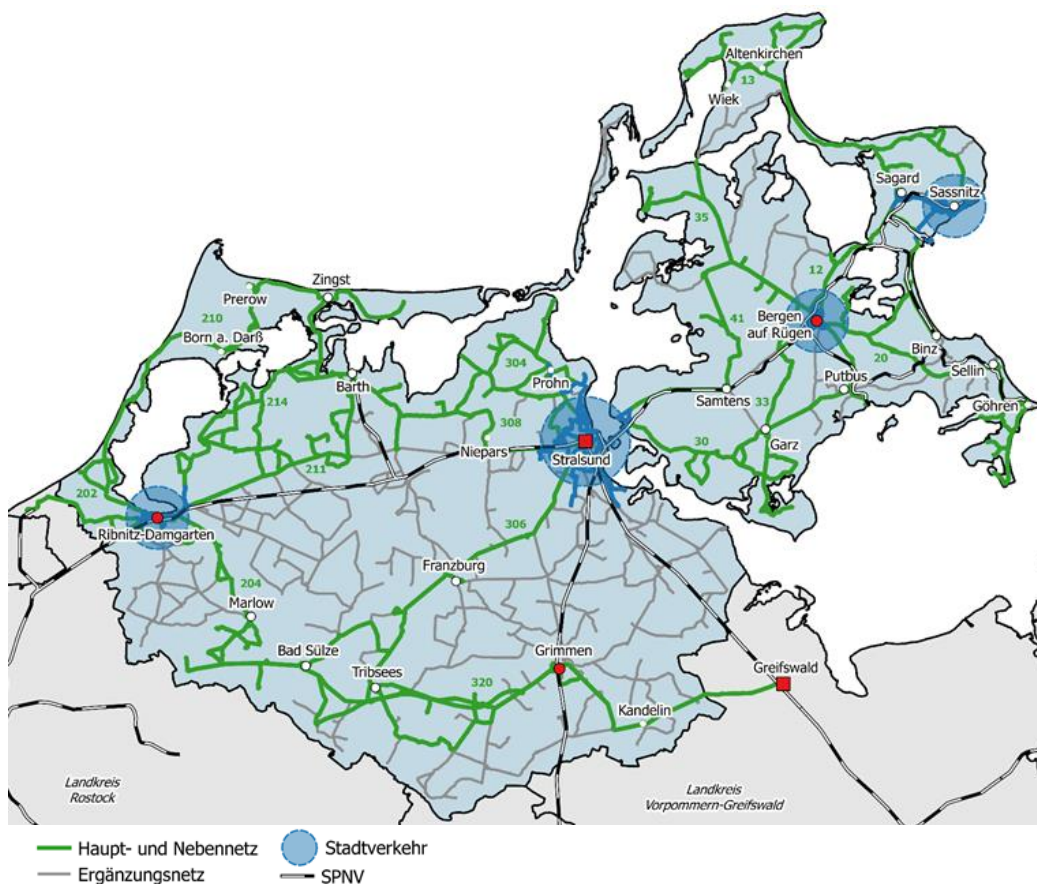 Altenkirchen
13
Wiek
Sagard
Sassnitz
35
12
Zingst
Prerow
210
Born a. Darß
41
Bergen
auf Rügen
304
Prohn
Binz
20
Sellin
Barth
Putbus
Samtens
214
33
Göhren
308
30
Garz
Niepars
Stralsund
211
202
306
Ribnitz-Damgarten
Franzburg
204
Marlow
Bad Sülze
Grimmen
Greifswald
Tribsees
320
Kandelin
Landkreis
Rostock
Landkreis
Vorpommern-Greifswald
Haupt- und Nebennetz
Stadtverkehr
Ergänzungsnetz
SPNV